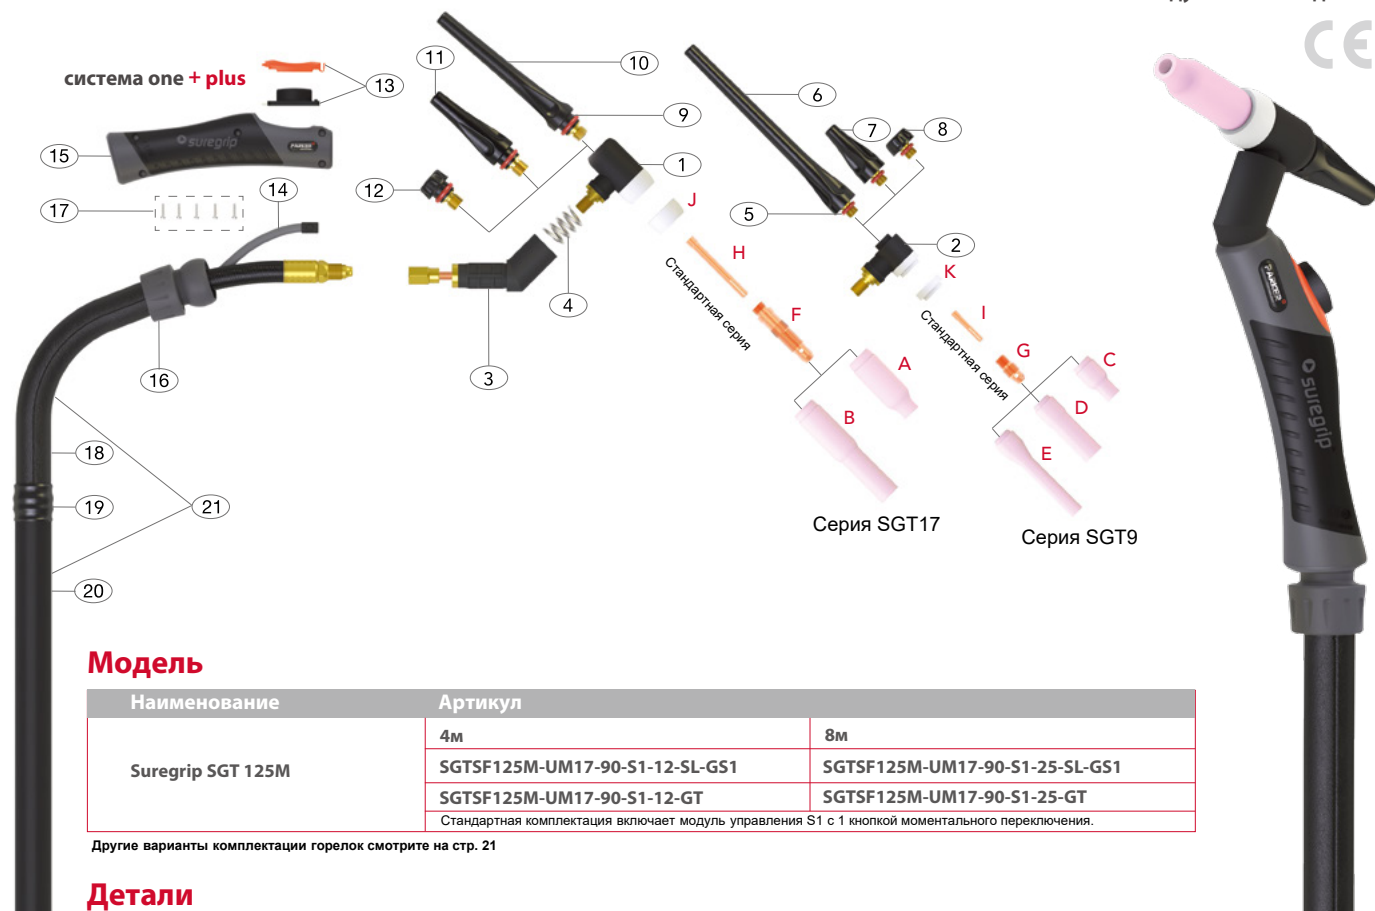 CE
система one + plus
11
10
13
6
9
7
8
15
suregrip
PARKER
1
12
14
17
J
5
2
H
K
4
Стандартная серия
I
F
Стандартная серия
G
C
16
3
A
D
B
E
18
19
21
20
Серия SGT17
Серия SGT9
PARKER
suregrip
Модель
Наименование Артикул
4м 8м
Suregrip SGT 125M
SGTSF125M-UM17-90-S1-12-SL-GS1 SGTSF125M-UM17-90-S1-25-SL-GS1
SGTSF125M-UM17-90-S1-12-GT SGTSF125M-UM17-90-S1-25-GT
Стандартная комплектация включает модуль управления S1 с 1 кнопкой моментального переключения.
Другие варианты комплектации горелок смотрите на стр. 21
Детали